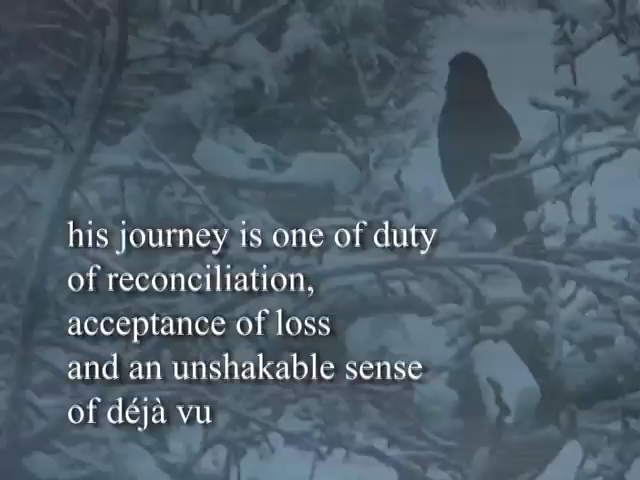 his journey is one of duty
of reconciliation,
acceptance of loss
and an unshakable sense
of déjà vu